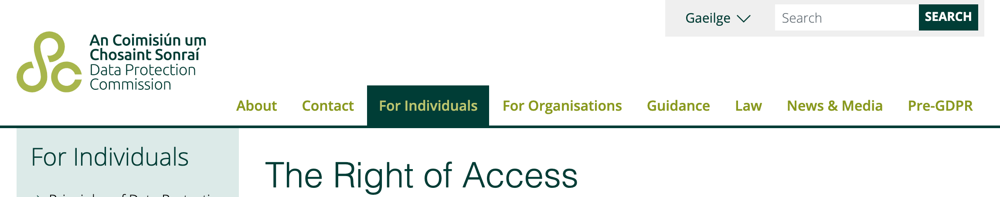 Gaeilge
Search
SEARCH
An Coimisiún um
Chosaint Sonraí
Data Protection
Commission
About
Contact
For Individuals
For Organisations
Guidance
Law
News & Media
Pre-GDPR
For Individuals
The Right of Access